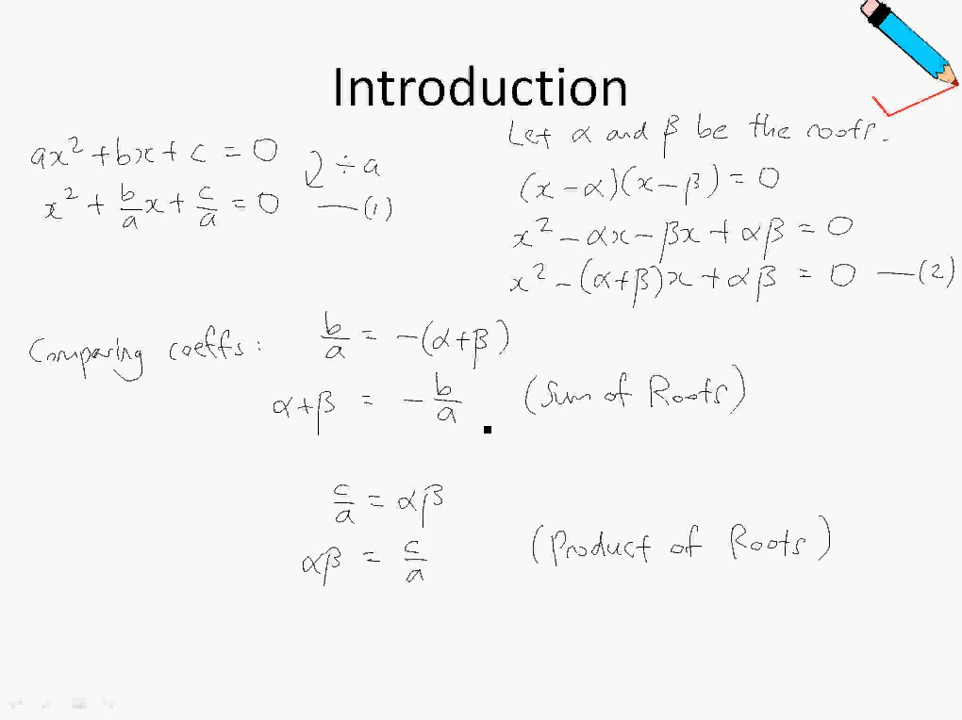 Introduction
ax² + bx + c = 0
÷ a
x² + b/a x + c/a = 0 —(1)
Let α and β be the roots.
(x - α)(x - β) = 0
x² - αx - βx + αβ = 0
x² - (α+β)x + αβ = 0 —(2)
Comparing coeffs: b/a = -(α+β)
α+β = - b/a (Sum of Roots)
c/a = αβ
αβ = c/a (Product of Roots)